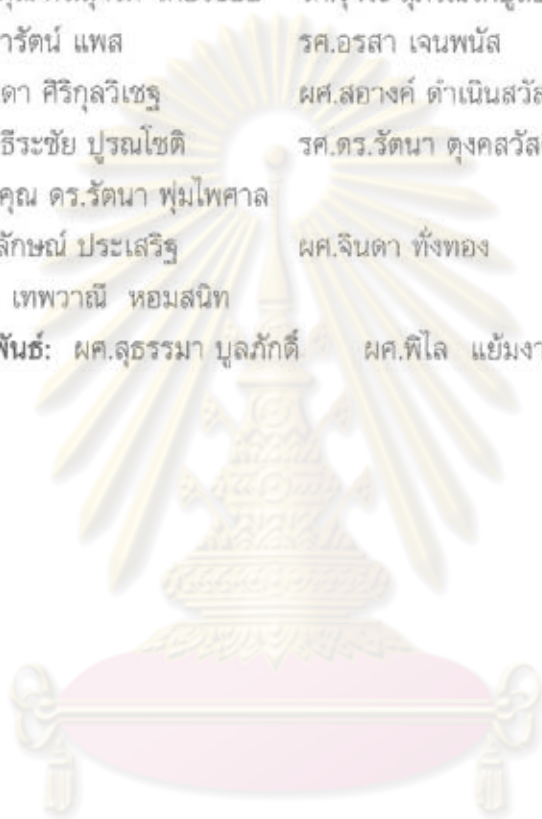 ารัตน์ แพส รศ.อรสา เจนพนัส
ดา ศิริกุลวิเชฐ ผศ.สอางค์ ดำเนินสวัส
ธีระชัย ปูรณโชติ รศ.ดร.รัตนา ตุงคสวัส
คุณ ดร.รัตนา พุ่มไพศาล
ลักษณ์ ประเสริฐ ผศ.จินดา ทั่งทอง
เทพวาณี หอมสนิท
พันธ์: ผศ.สุธรรมา บูลภักดิ์ ผศ.พิไล แย้มงา